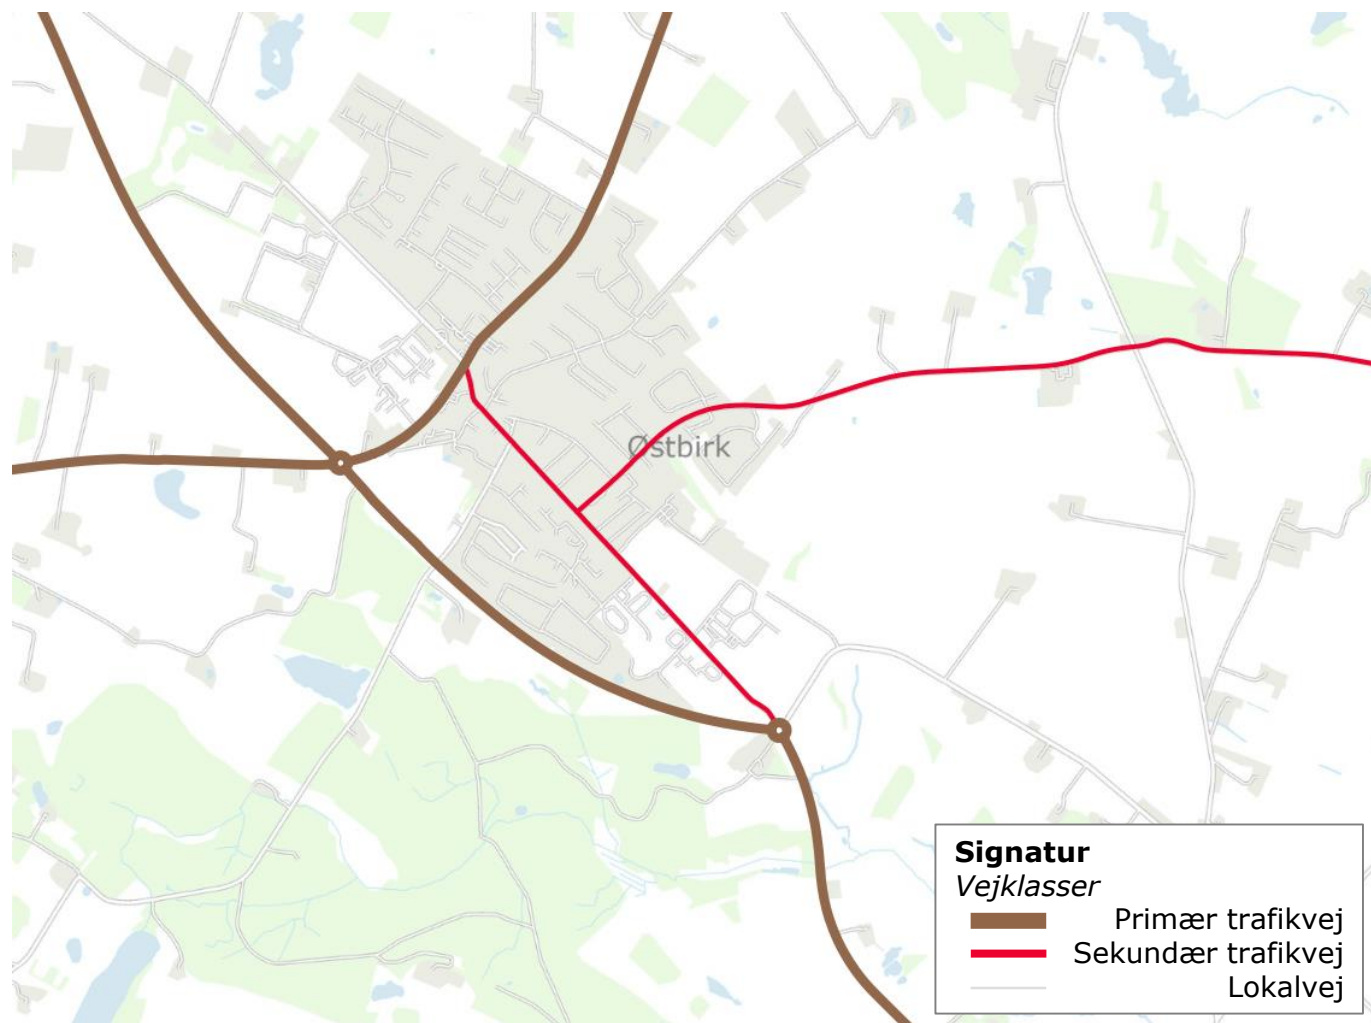 Østbirk
Signatur
Vejklasser
Primær trafikvej
Sekundær trafikvej
Lokalvej